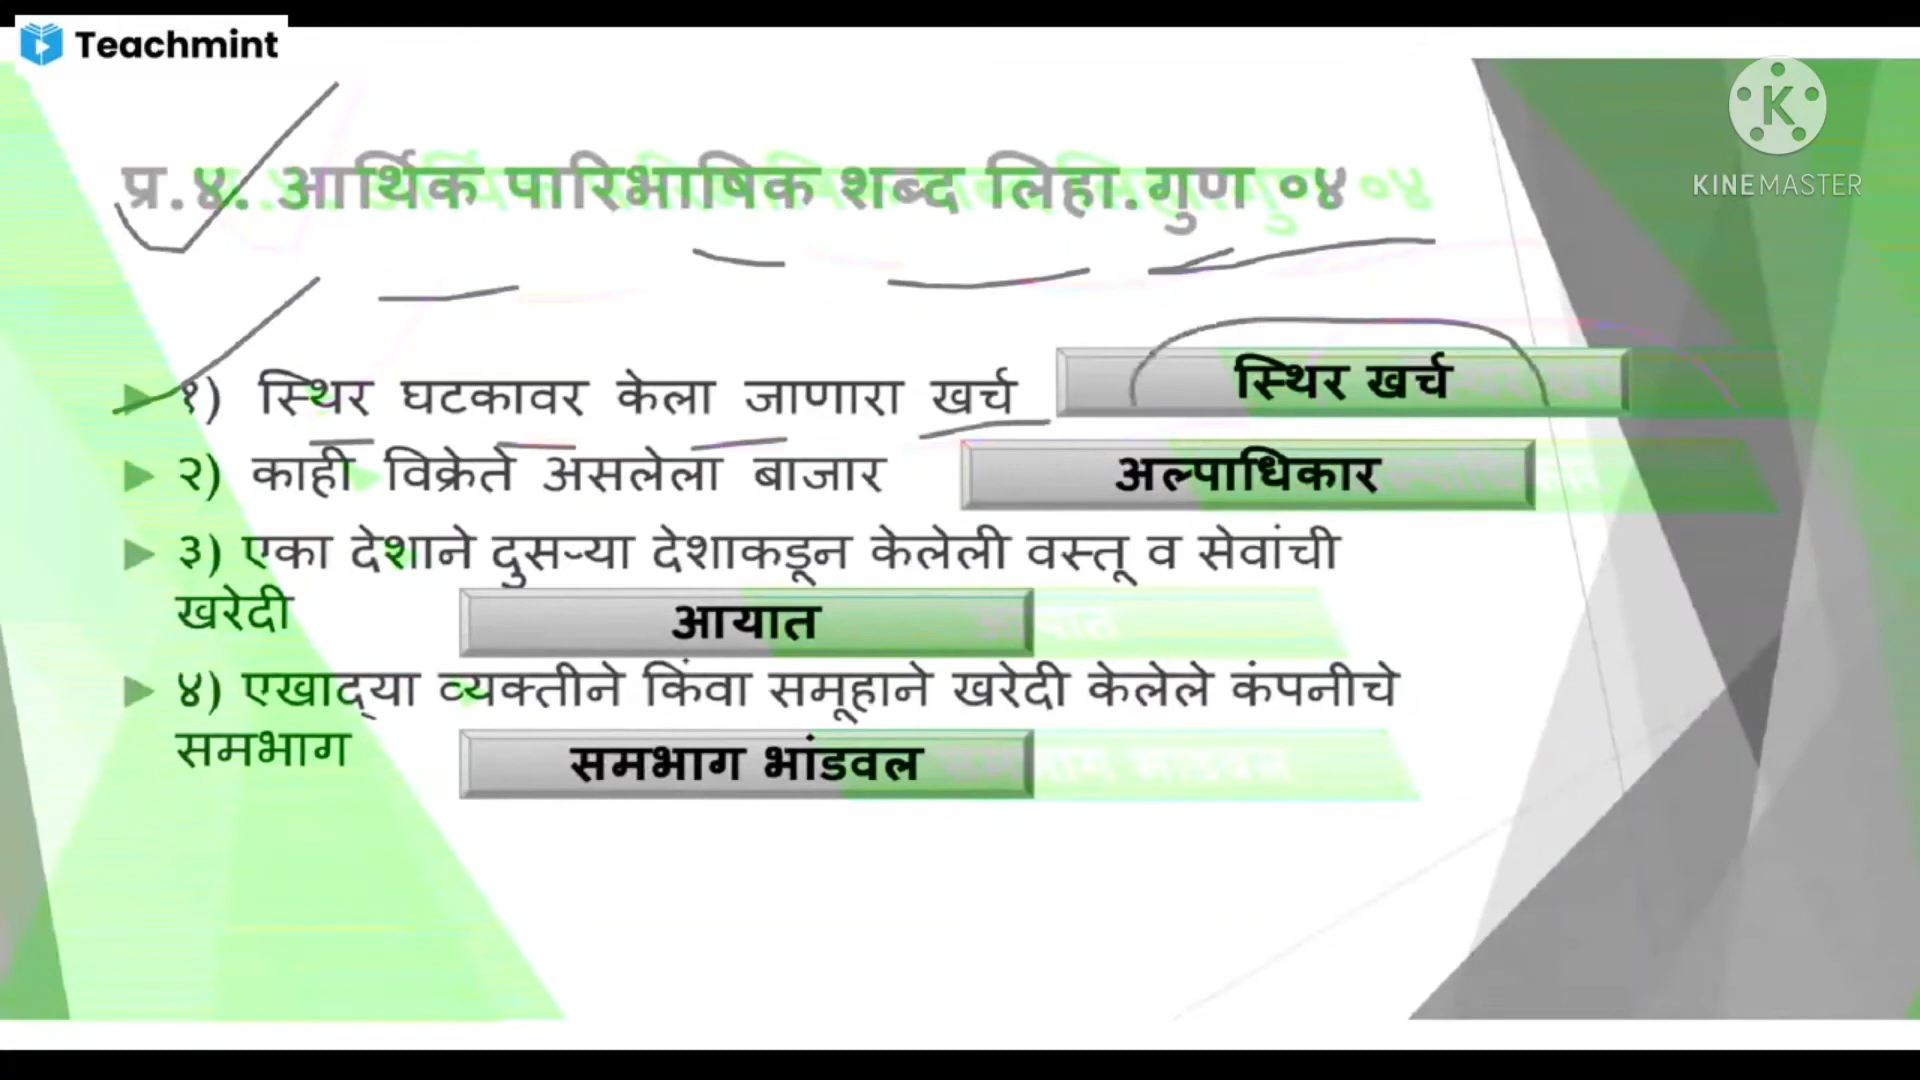 Teachmint
KINEMASTER
प्र.४. आर्थिक पारिभाषिक शब्द लिहा.गुण ०४
१) स्थिर घटकावर केला जाणारा खर्च स्थिर खर्च
२) काही विक्रेते असलेला बाजार अल्पाधिकार
३) एका देशाने दुसऱ्या देशाकडून केलेली वस्तू व सेवांची
खरेदी आयात
४) एखाद्‌या व्यक्तीने किंवा समूहाने खरेदी केलेले कंपनीचे
समभाग समभाग भांडवल